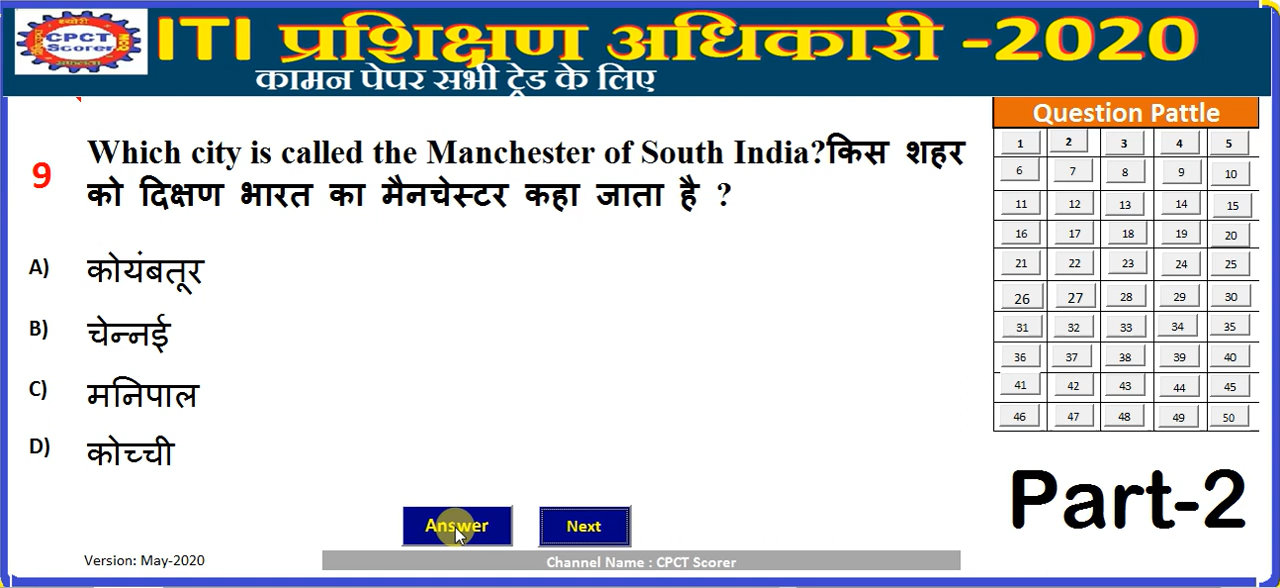 CPCT
Scorer
ITI प्रशिक्षण अधिकारी -2020
कामन पेपर सभी ट्रेड के लिए
Question Pattle
9
Which city is called the Manchester of South India?किस शहर
को दिक्षण भारत का मैनचेस्टर कहा जाता है ?
A) कोयंबतूर
B) चेन्नई
C) मनिपाल
D) कोच्ची
1 2 3 4 5
6 7 8 9 10
11 12 13 14 15
16 17 18 19 20
21 22 23 24 25
26 27 28 29 30
31 32 33 34 35
36 37 38 39 40
41 42 43 44 45
46 47 48 49 50
Part-2
Answer Next
Version: May-2020
Channel Name : CPCT Scorer